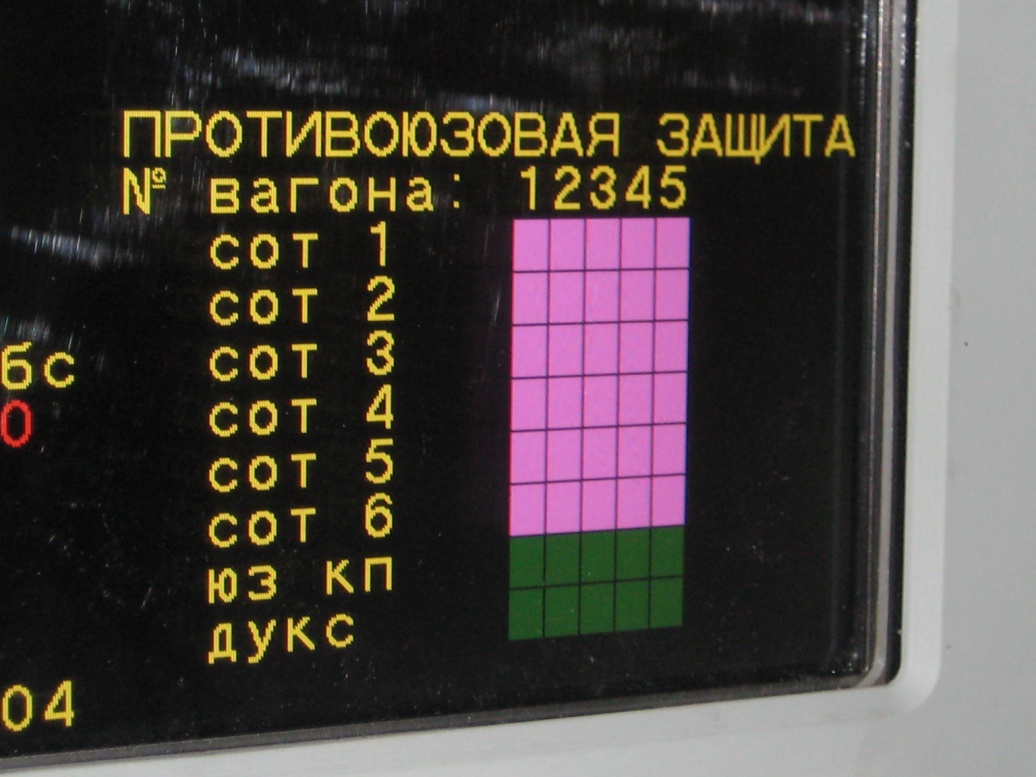 ПРОТИВОЮЗОВАЯ ЗАЩИТА
№ вагона: 12345
сот 1
сот 2
сот 3
бс
сот 4
0
сот 5
сот 6
юз кп
дукс
04